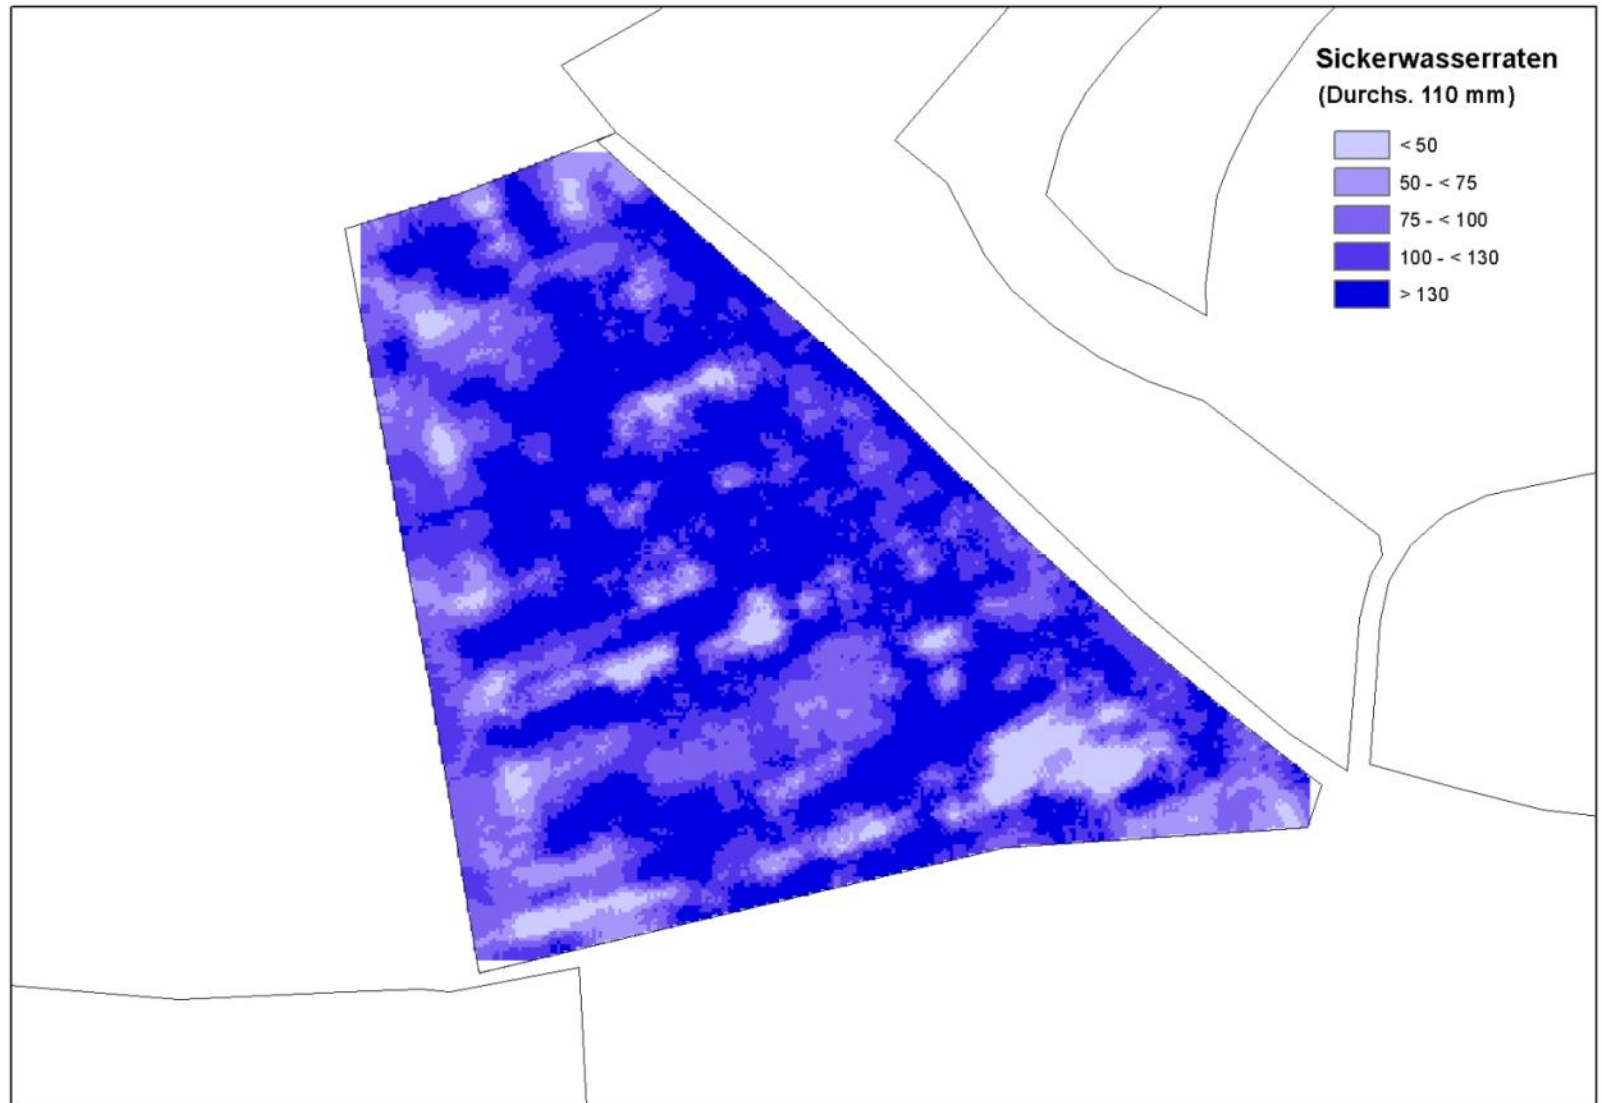 Sickerwasserraten
(Durchs. 110 mm)
< 50
50 - < 75
75 - < 100
100 - < 130
> 130